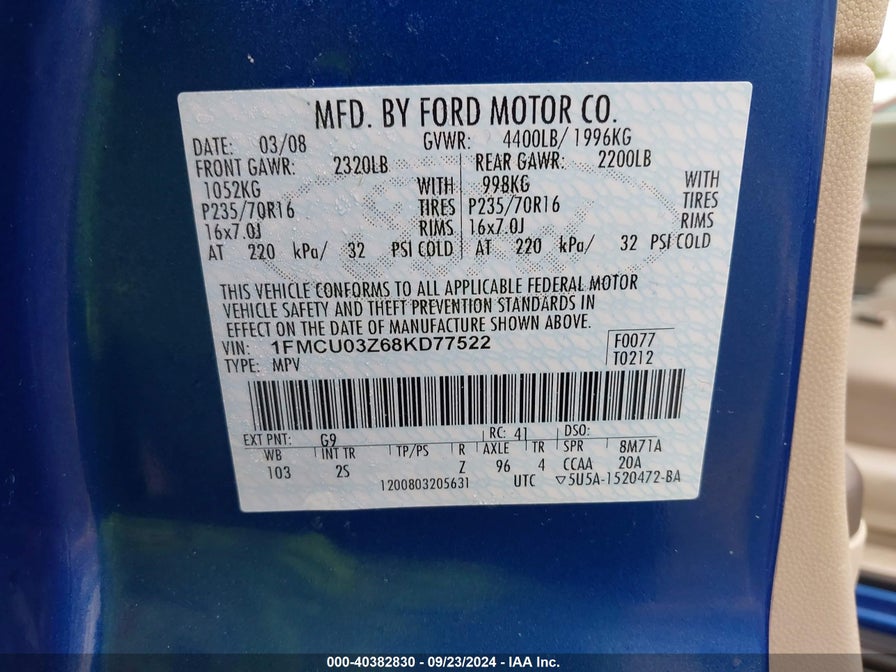 MFD. BY FORD MOTOR CO.
DATE: 03/08 GVWR: 4400LB/ 1996KG
FRONT GAWR: 2320LB REAR GAWR: 2200LB
1052KG WITH 998KG WITH
P235/70R16 TIRES P235/70R16 TIRES
16x7.0J RIMS 16x7.0J RIMS
AT 220 kPa/ 32 PSI COLD AT 220 kPa/ 32 PSI COLD
THIS VEHICLE CONFORMS TO ALL APPLICABLE FEDERAL MOTOR
VEHICLE SAFETY AND THEFT PREVENTION STANDARDS IN
EFFECT ON THE DATE OF MANUFACTURE SHOWN ABOVE.
VIN: 1FMCU03Z68KD77522 F0077
TYPE: MPV T0212
EXT PNT: G9 RC: 41 DSO:
WB INT TR TP/PS R AXLE TR SPR 8M71A
103 2S Z 96 4 CCAA 20A
1200803205631 UTC ▽5U5A-1520472-BA
000-40382830 - 09/23/2024 - IAA Inc.